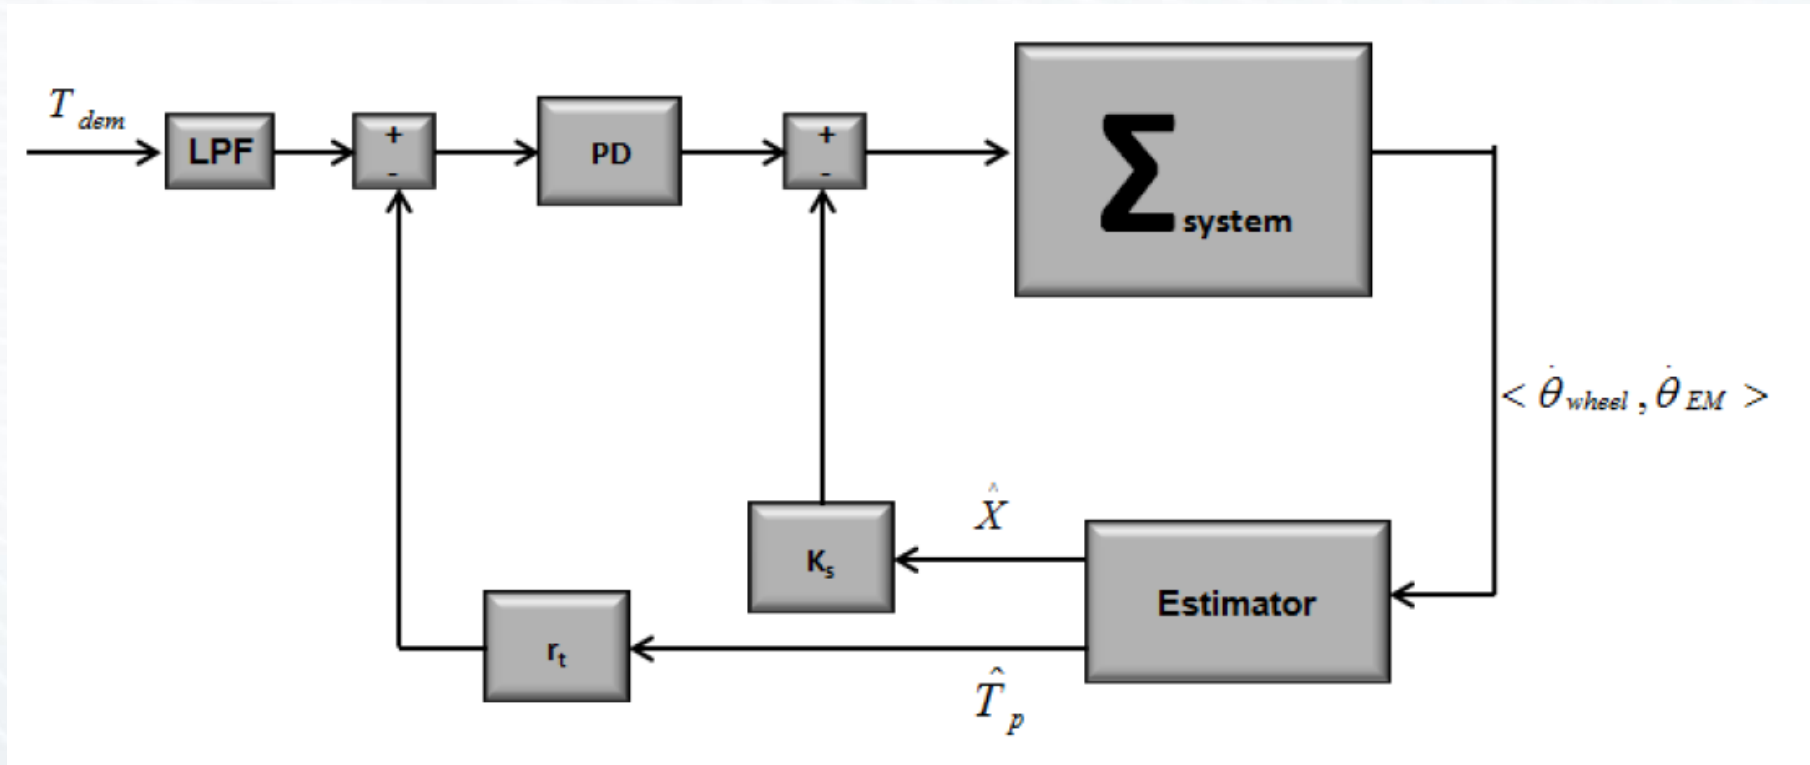 T dem
LPF
+
-
PD
+
-
Σ system
< θ̇ wheel , θ̇ EM >
X̂
Ks
Estimator
rt
T̂ p